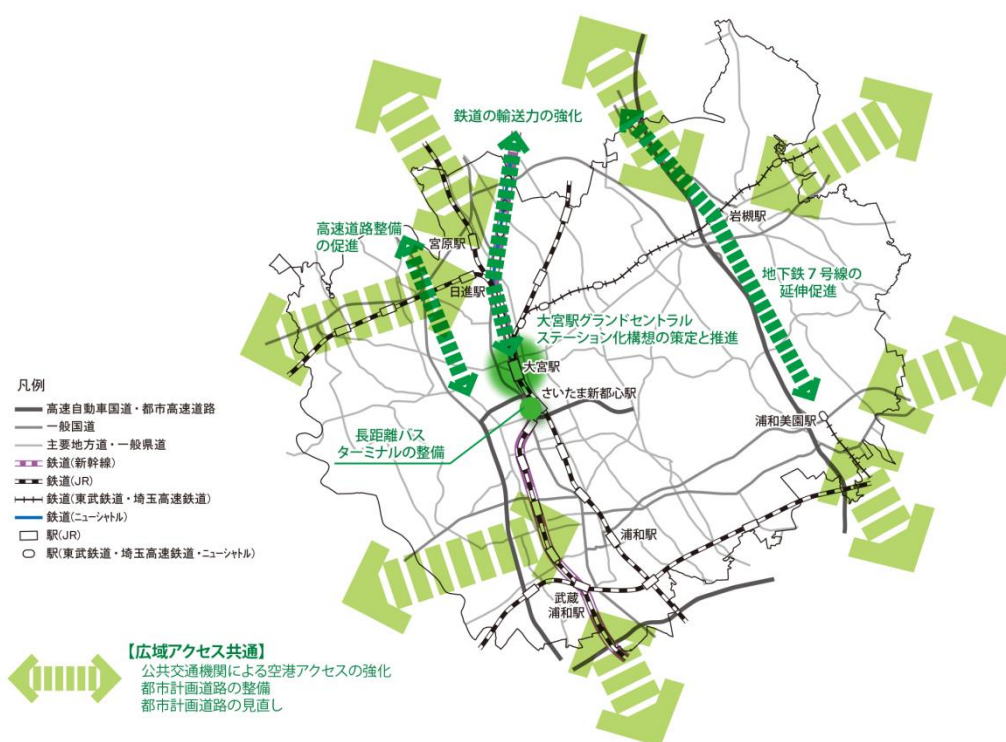 鉄道の輸送力の強化
高速道路整備
の促進
宮原駅
日進駅
岩槻駅
地下鉄7号線の
延伸促進
大宮駅グランドセントラル
ステーション化構想の策定と推進
大宮駅
さいたま新都心駅
長距離バス
ターミナルの整備
浦和美園駅
浦和駅
武蔵
浦和駅
凡例
高速自動車国道・都市高速道路
一般国道
主要地方道・一般県道
鉄道(新幹線)
鉄道(JR)
鉄道(東武鉄道・埼玉高速鉄道)
鉄道(ニューシャトル)
駅(JR)
駅(東武鉄道・埼玉高速鉄道・ニューシャトル)
【広域アクセス共通】
公共交通機関による空港アクセスの強化
都市計画道路の整備
都市計画道路の見直し